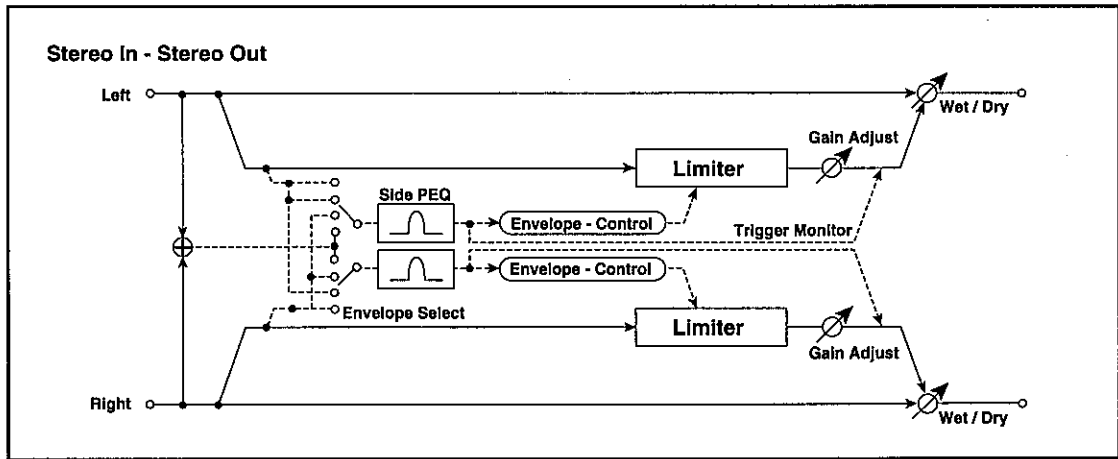 Stereo In - Stereo Out
Left
Wet / Dry
Gain Adjust
Limiter
Side PEQ
Envelope - Control
Trigger Monitor
Envelope - Control
Envelope Select
Limiter
Gain Adjust
Right
Wet / Dry